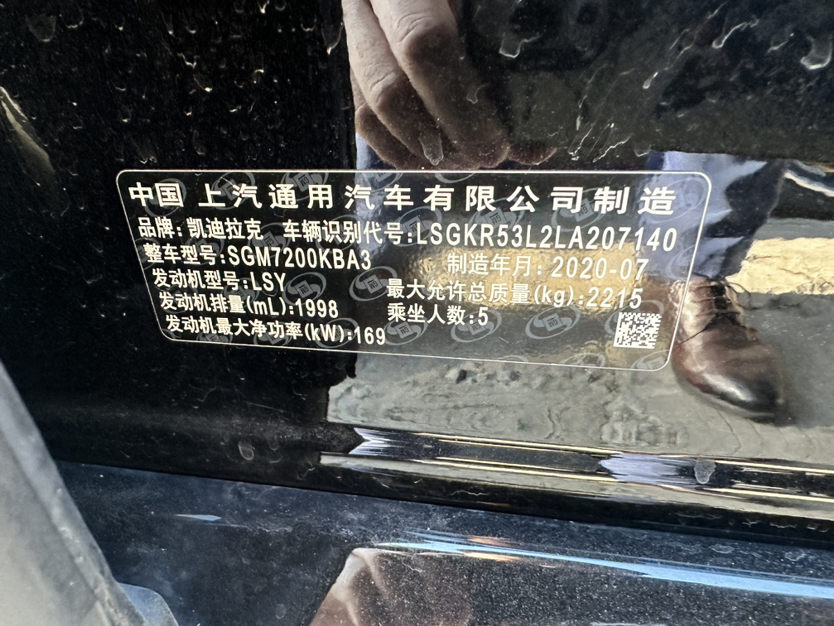 中国 上汽通用汽车有限公司制造
品牌: 凯迪拉克 车辆识别代号:LSGKR53L2LA207140
整车型号:SGM7200KBA3 制造年月: 2020-07
发动机型号:LSY 最大允许总质量(kg):2215
发动机排量(mL):1998 乘坐人数:5
发动机最大净功率(kW):169